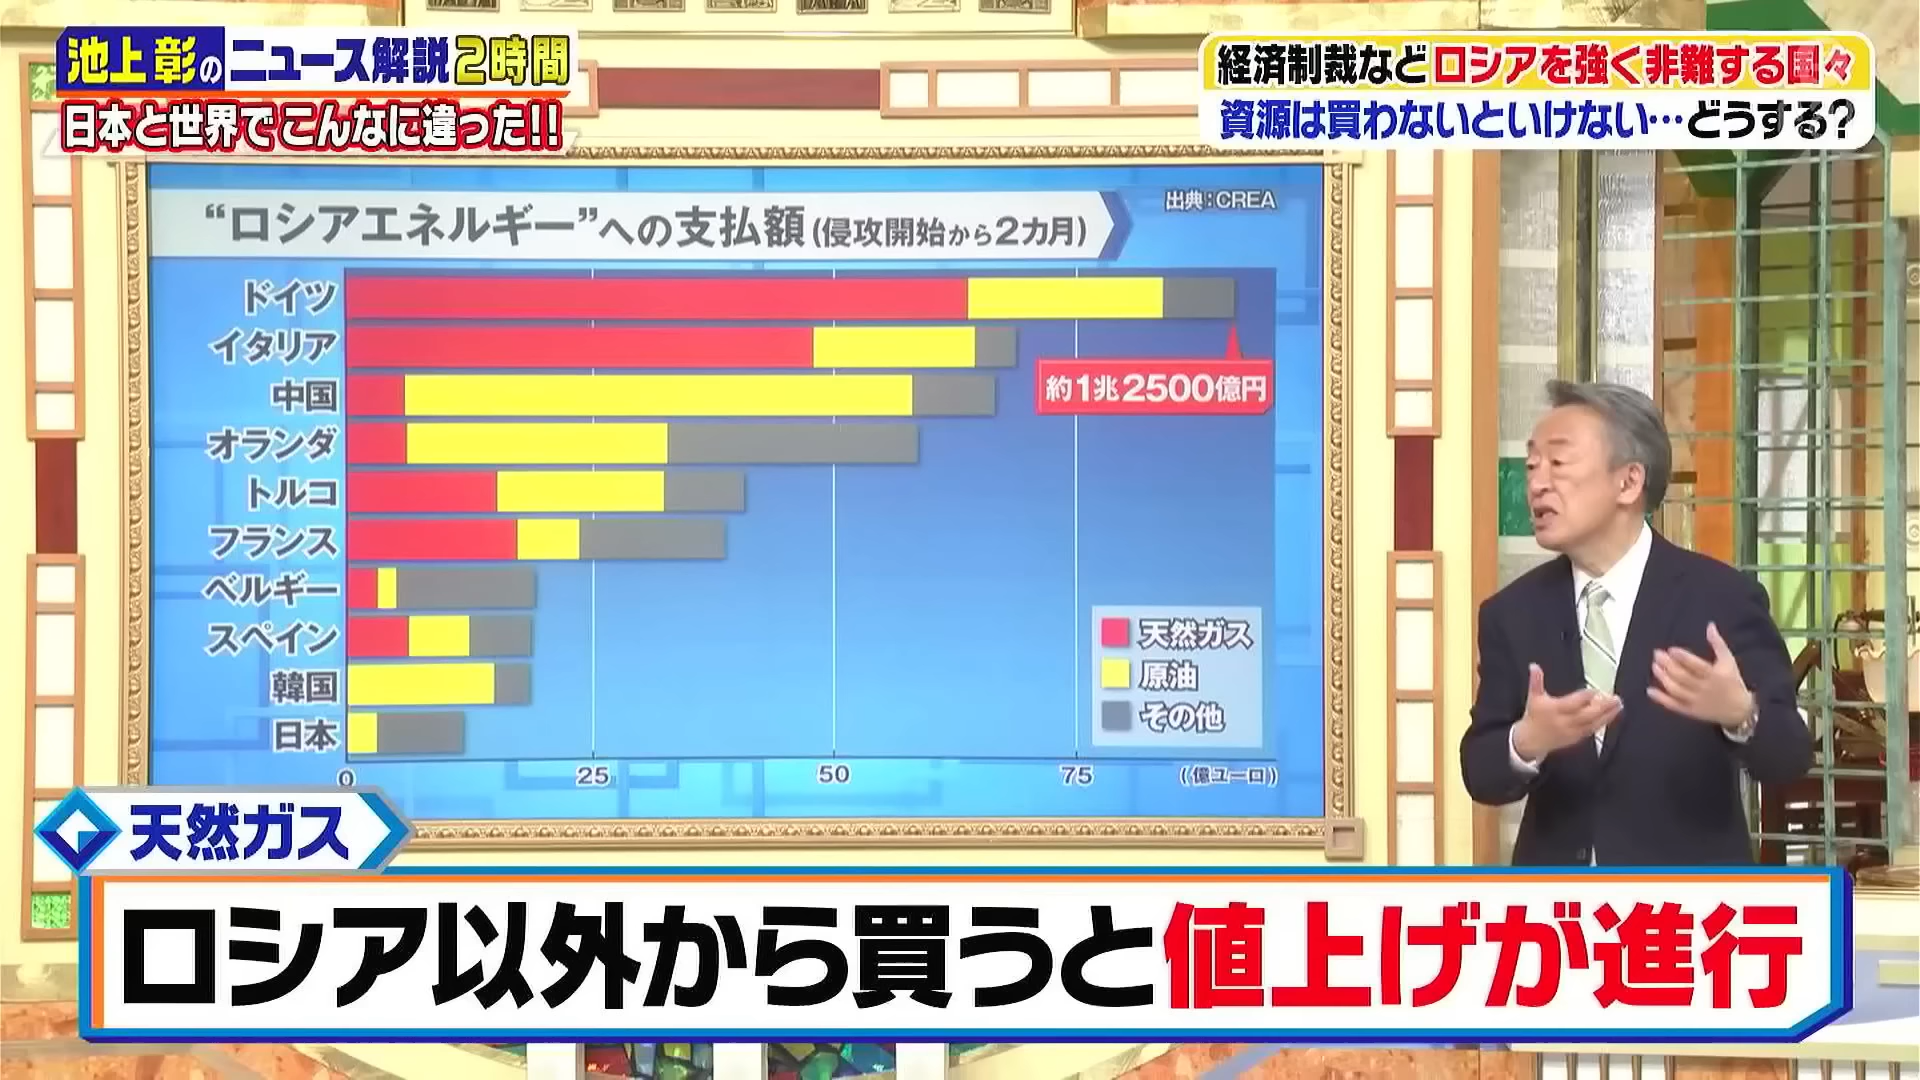 池上彰のニュース解説2時間
日本と世界でこんなに違った!!
経済制裁などロシアを強く非難する国々
資源は買わないといけない…どうする?
出典:CREA
“ロシアエネルギー”への支払額(侵攻開始から2カ月)
ドイツ
イタリア
約1兆2500億円
中国
オランダ
トルコ
フランス
ベルギー
スペイン
韓国
日本
天然ガス
原油
その他
0 25 50 75 (億ユーロ)
天然ガス
ロシア以外から買うと値上げが進行